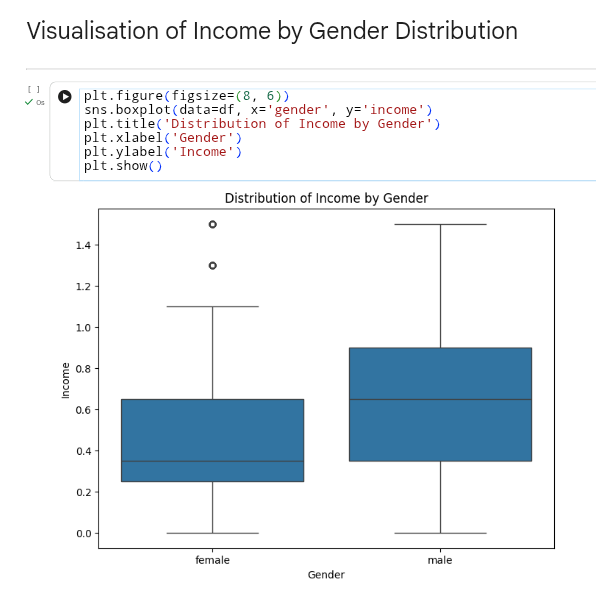 Visualisation of Income by Gender Distribution
[ ]
0s
plt.figure(figsize=(8, 6))
sns.boxplot(data=df, x='gender', y='income')
plt.title('Distribution of Income by Gender')
plt.xlabel('Gender')
plt.ylabel('Income')
plt.show()
Distribution of Income by Gender
1.4
1.2
1.0
0.8
0.6
0.4
0.2
0.0
Income
female male
Gender